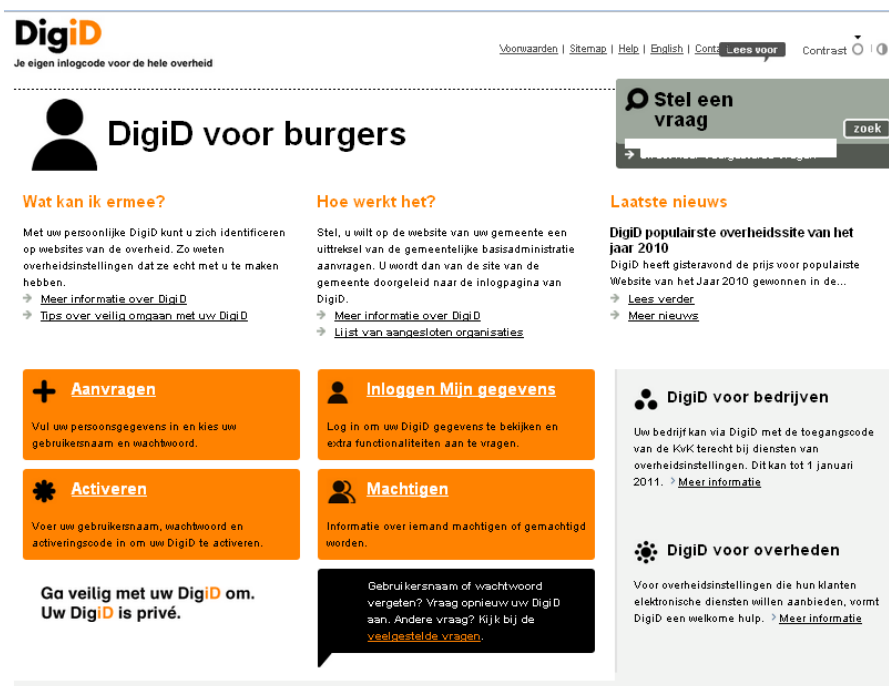 DigiD
Je eigen inlogcode voor de hele overheid
Voorwaarden | Sitemap | Help | English |
Lees voor
Contrast
DigiD voor burgers
Stel een
vraag
zoek
Wat kan ik ermee?
Met uw persoonlijke DigiD kunt u zich identificeren
op websites van de overheid. Zo weten
overheidsinstellingen dat ze echt met u te maken
hebben.
Meer informatie over DigiD
Tips over veilig omgaan met uw DigiD
Hoe werkt het?
Stel, u wilt op de website van uw gemeente een
uittreksel van de gemeentelijke basisadministratie
aanvragen. U wordt dan van de site van de
gemeente doorgeleid naar de inlogpagina van
DigiD.
Meer informatie over DigiD
Lijst van aangesloten organisaties
Laatste nieuws
DigiD populairste overheidssite van het
jaar 2010
DigiD heeft gisteravond de prijs voor populairste
Website van het Jaar 2010 gewonnen in de...
Lees verder
Meer nieuws
Aanvragen
Vul uw persoonsgegevens in en kies uw
gebruikersnaam en wachtwoord.
Inloggen Mijn gegevens
Log in om uw DigiD gegevens te bekijken en
extra functionaliteiten aan te vragen.
Activeren
Voer uw gebruikersnaam, wachtwoord en
activeringscode in om uw DigiD te activeren.
Machtigen
Informatie over iemand machtigen of gemachtigd
worden.
DigiD voor bedrijven
Uw bedrijf kan via DigiD met de toegangscode
van de KvK terecht bij diensten van
overheidsinstellingen. Dit kan tot 1 januari
2011. > Meer informatie
DigiD voor overheden
Voor overheidsinstellingen die hun klanten
elektronische diensten willen aanbieden, vormt
DigiD een welkome hulp. > Meer informatie
Ga veilig met uw DigiD om.
Uw DigiD is privé.
Gebruikersnaam of wachtwoord
vergeten? Vraag opnieuw uw DigiD
aan. Andere vraag? Kijk bij de
veelgestelde vragen.